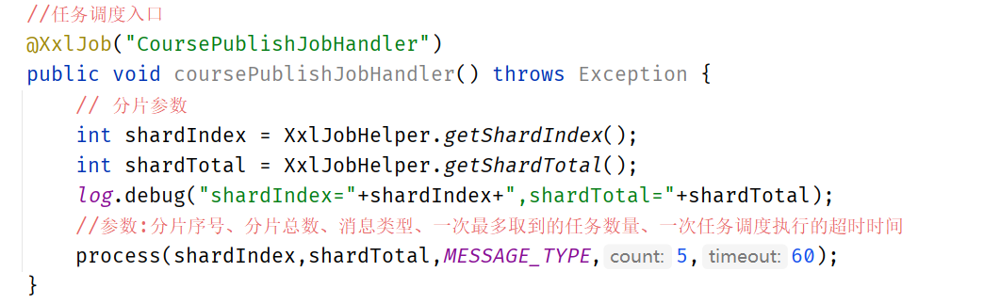 //任务调度入口
@XxlJob("CoursePublishJobHandler")
public void coursePublishJobHandler() throws Exception {
    // 分片参数
    int shardIndex = XxlJobHelper.getShardIndex();
    int shardTotal = XxlJobHelper.getShardTotal();
    log.debug("shardIndex="+shardIndex+",shardTotal="+shardTotal);
    //参数:分片序号、分片总数、消息类型、一次最多取到的任务数量、一次任务调度执行的超时时间
    process(shardIndex,shardTotal,MESSAGE_TYPE, count: 5, timeout: 60);
}